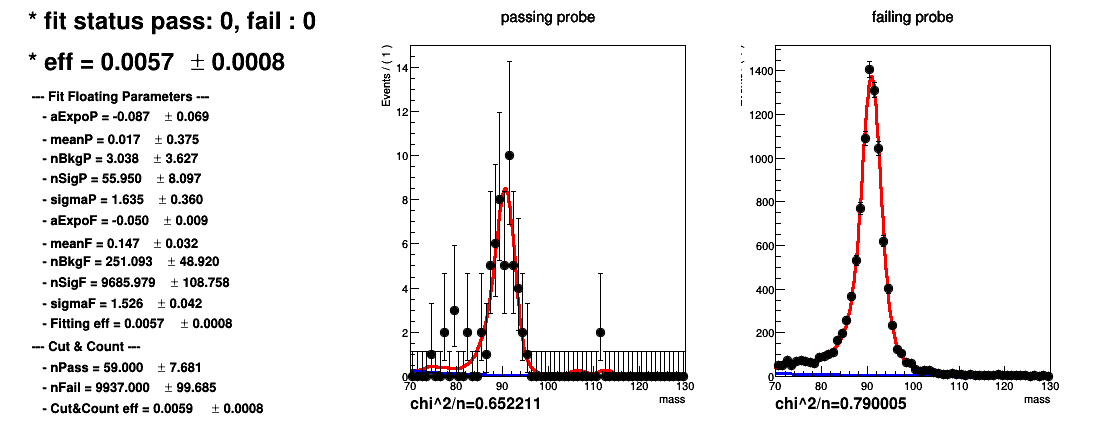 * fit status pass: 0, fail : 0
* eff = 0.0057 ± 0.0008
--- Fit Floating Parameters ---
- aExpoP = -0.087 ± 0.069
- meanP = 0.017 ± 0.375
- nBkgP = 3.038 ± 3.627
- nSigP = 55.950 ± 8.097
- sigmaP = 1.635 ± 0.360
- aExpoF = -0.050 ± 0.009
- meanF = 0.147 ± 0.032
- nBkgF = 251.093 ± 48.920
- nSigF = 9685.979 ± 108.758
- sigmaF = 1.526 ± 0.042
- Fitting eff = 0.0057 ± 0.0008
--- Cut & Count ---
- nPass = 59.000 ± 7.681
- nFail = 9937.000 ± 99.685
- Cut&Count eff = 0.0059 ± 0.0008
passing probe
Events / ( 1 )
14
12
10
8
6
4
2
0
70 80 90 100 110 120 130
mass
chi^2/n=0.652211
failing probe
1400
1200
1000
800
600
400
200
0
70 80 90 100 110 120 130
mass
chi^2/n=0.790005